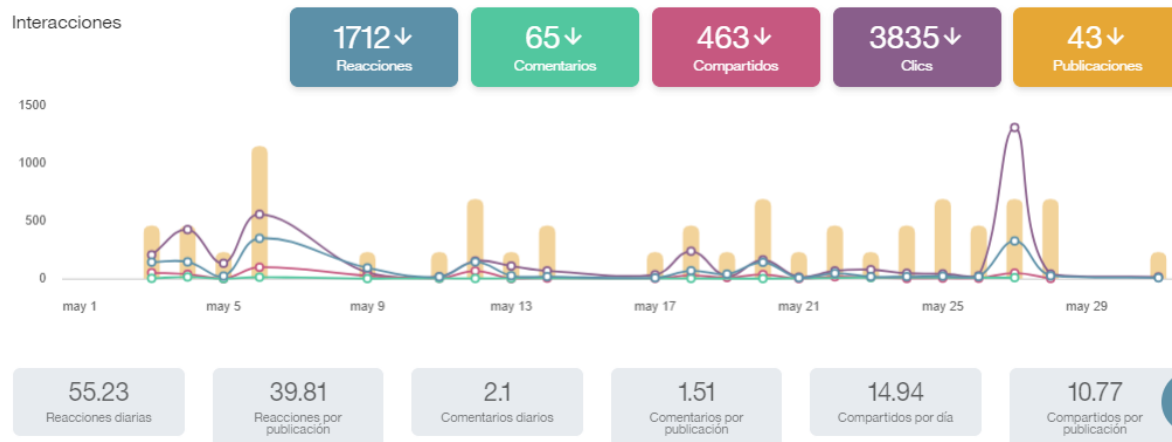 Interacciones
1712↓
Reacciones
65↓
Comentarios
463↓
Compartidos
3835↓
Clics
43↓
Publicaciones
1500
1000
500
0
may 1
may 5
may 9
may 13
may 17
may 21
may 25
may 29
55.23
Reacciones diarias
39.81
Reacciones por
publicación
2.1
Comentarios diarios
1.51
Comentarios por
publicación
14.94
Compartidos por día
10.77
Compartidos por
publicación